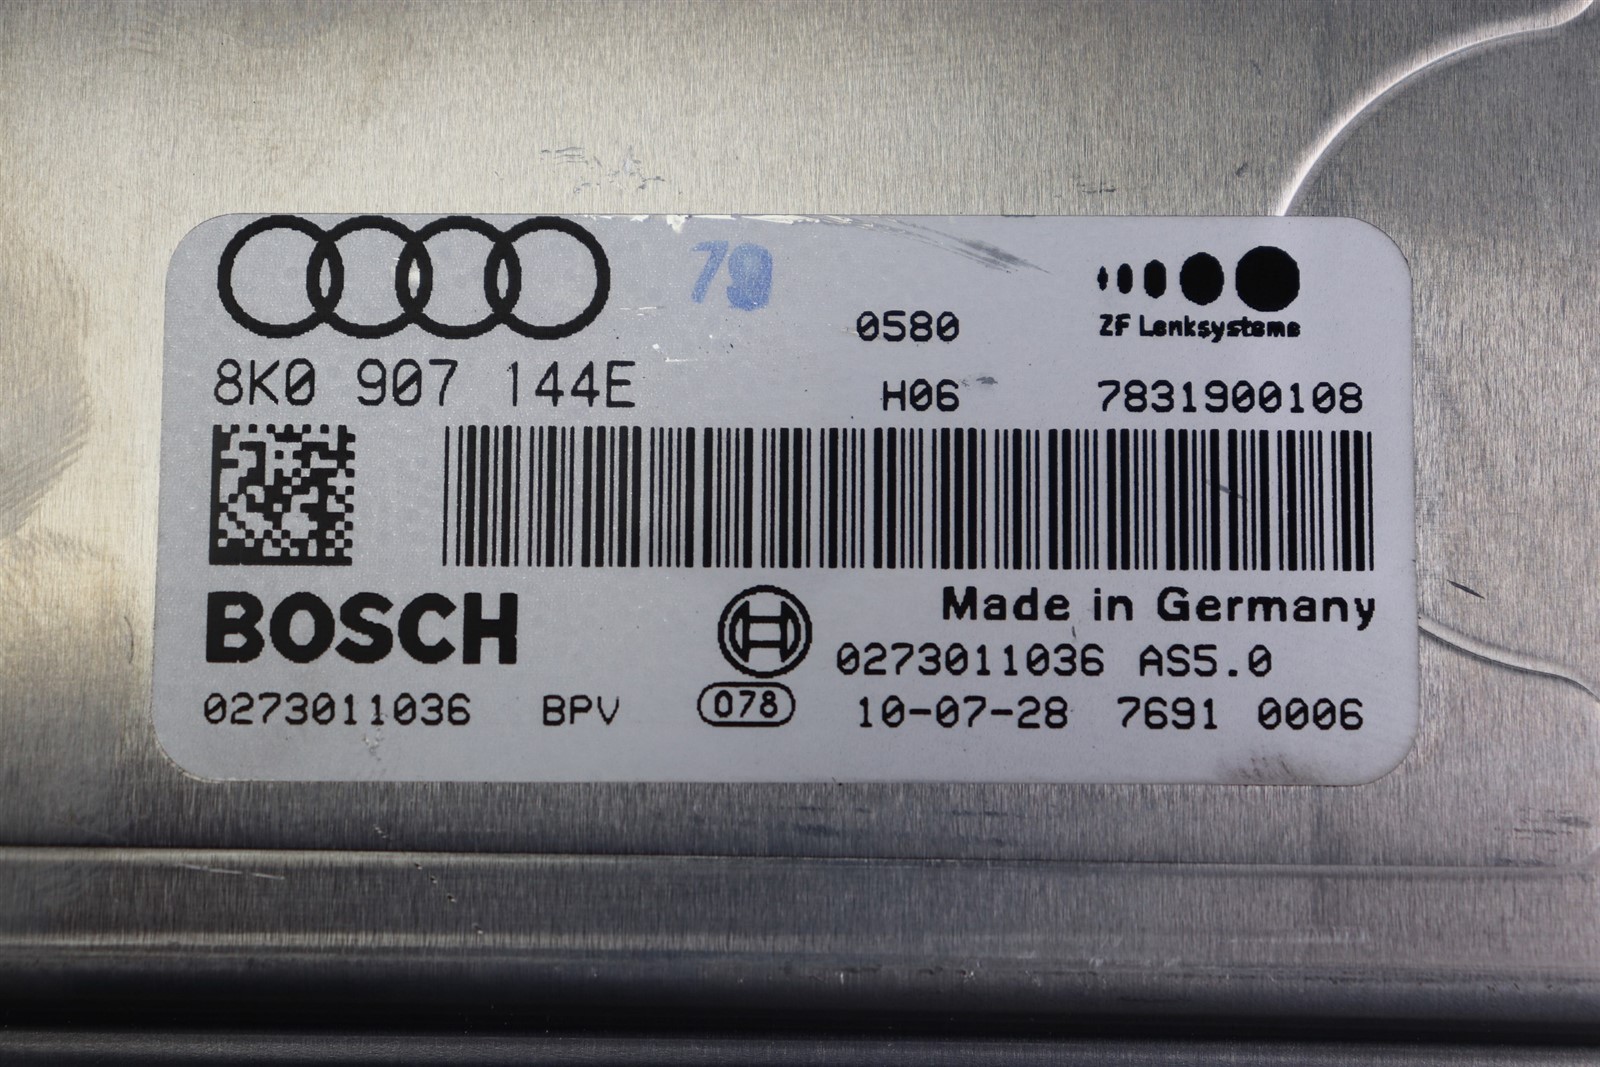 79
0580
ZF Lenksysteme
8K0 907 144E
H06 7831900108
BOSCH
Made in Germany
0273011036 AS5.0
0273011036 BPV 078 10-07-28 7691 0006